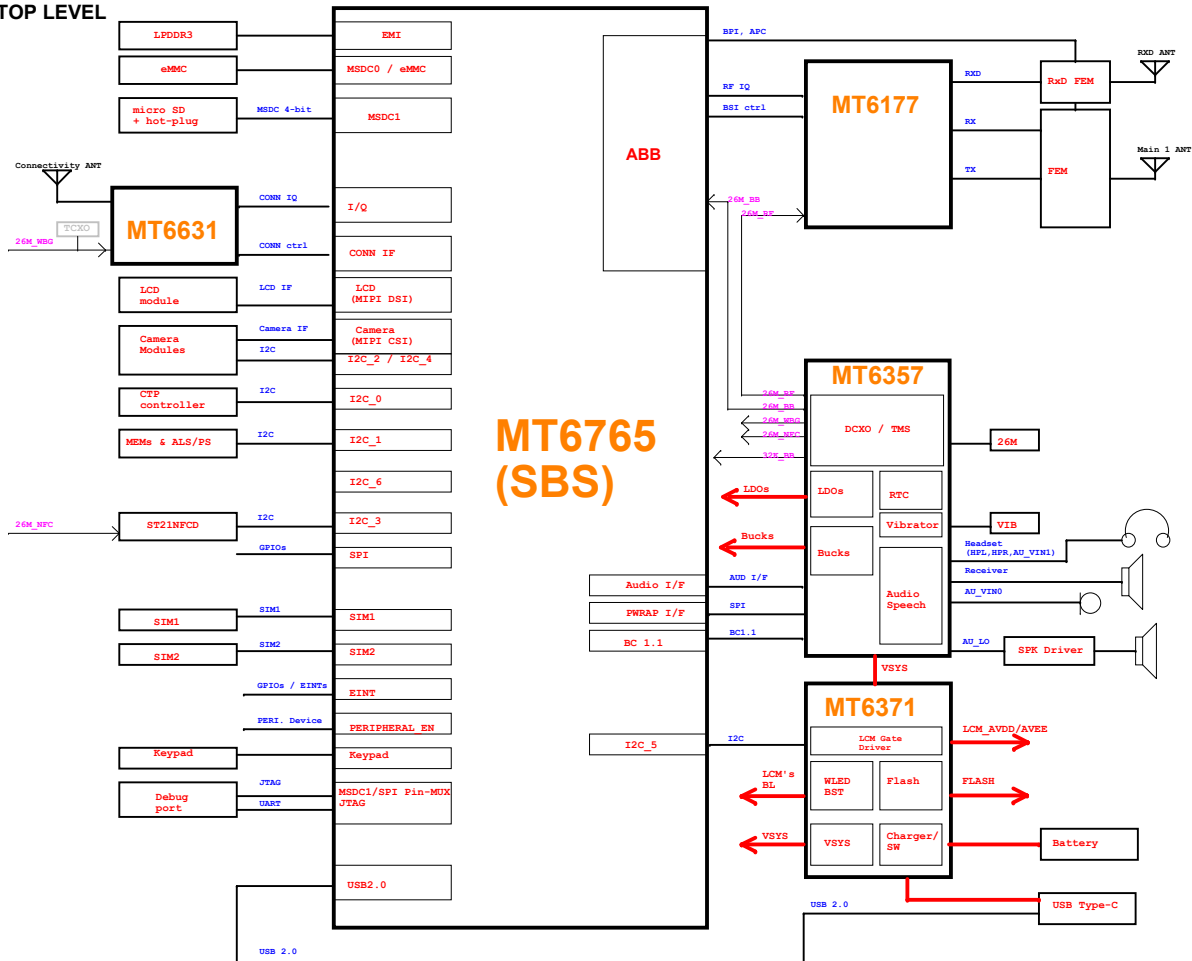 TOP LEVEL
LPDDR3
EMI
eMMC
MSDC0 / eMMC
micro SD
+ hot-plug
MSDC 4-bit
MSDC1
Connectivity ANT
MT6631
TCXO
26M_WBG
CONN IQ
I/Q
CONN ctrl
CONN IF
LCD
module
LCD IF
LCD
(MIPI DSI)
Camera
Modules
Camera IF
I2C
Camera
(MIPI CSI)
I2C_2 / I2C_4
CTP
controller
I2C
I2C_0
MEMs & ALS/PS
I2C
I2C_1
I2C_6
26M_NFC
ST21NFCD
I2C
I2C_3
GPIOs
SPI
SIM1
SIM1
SIM1
SIM2
SIM2
SIM2
GPIOs / EINTs
EINT
PERI. Device
PERIPHERAL EN
Keypad
Keypad
Debug
port
JTAG
UART
MSDC1/SPI Pin-MUX
JTAG
USB2.0
USB 2.0
MT6765
(SBS)
ABB
Audio I/F
PWRAP I/F
BC 1.1
I2C_5
BPI, APC
RF IQ
BSI ctrl
MT6177
RXD
RX
TX
RxD FEM
FEM
RXD ANT
Main 1 ANT
26M_BB
26M_RF
MT6357
26M_RF
26M_BB
26M_WBG
26M_NFC
32K_BB
DCXO / TMS
26M
LDOs
LDOs
RTC
Vibrator
VIB
Bucks
Bucks
Audio
Speech
Headset
(HPL,HPR,AU_VIN1)
Receiver
AU_VIN0
AU_LO
SPK Driver
AUD I/F
SPI
BC1.1
VSYS
MT6371
I2C
LCM Gate
Driver
LCM_AVDD/AVEE
LCM's
BL
WLED
BST
Flash
FLASH
VSYS
VSYS
Charger/
SW
Battery
USB Type-C
USB 2.0